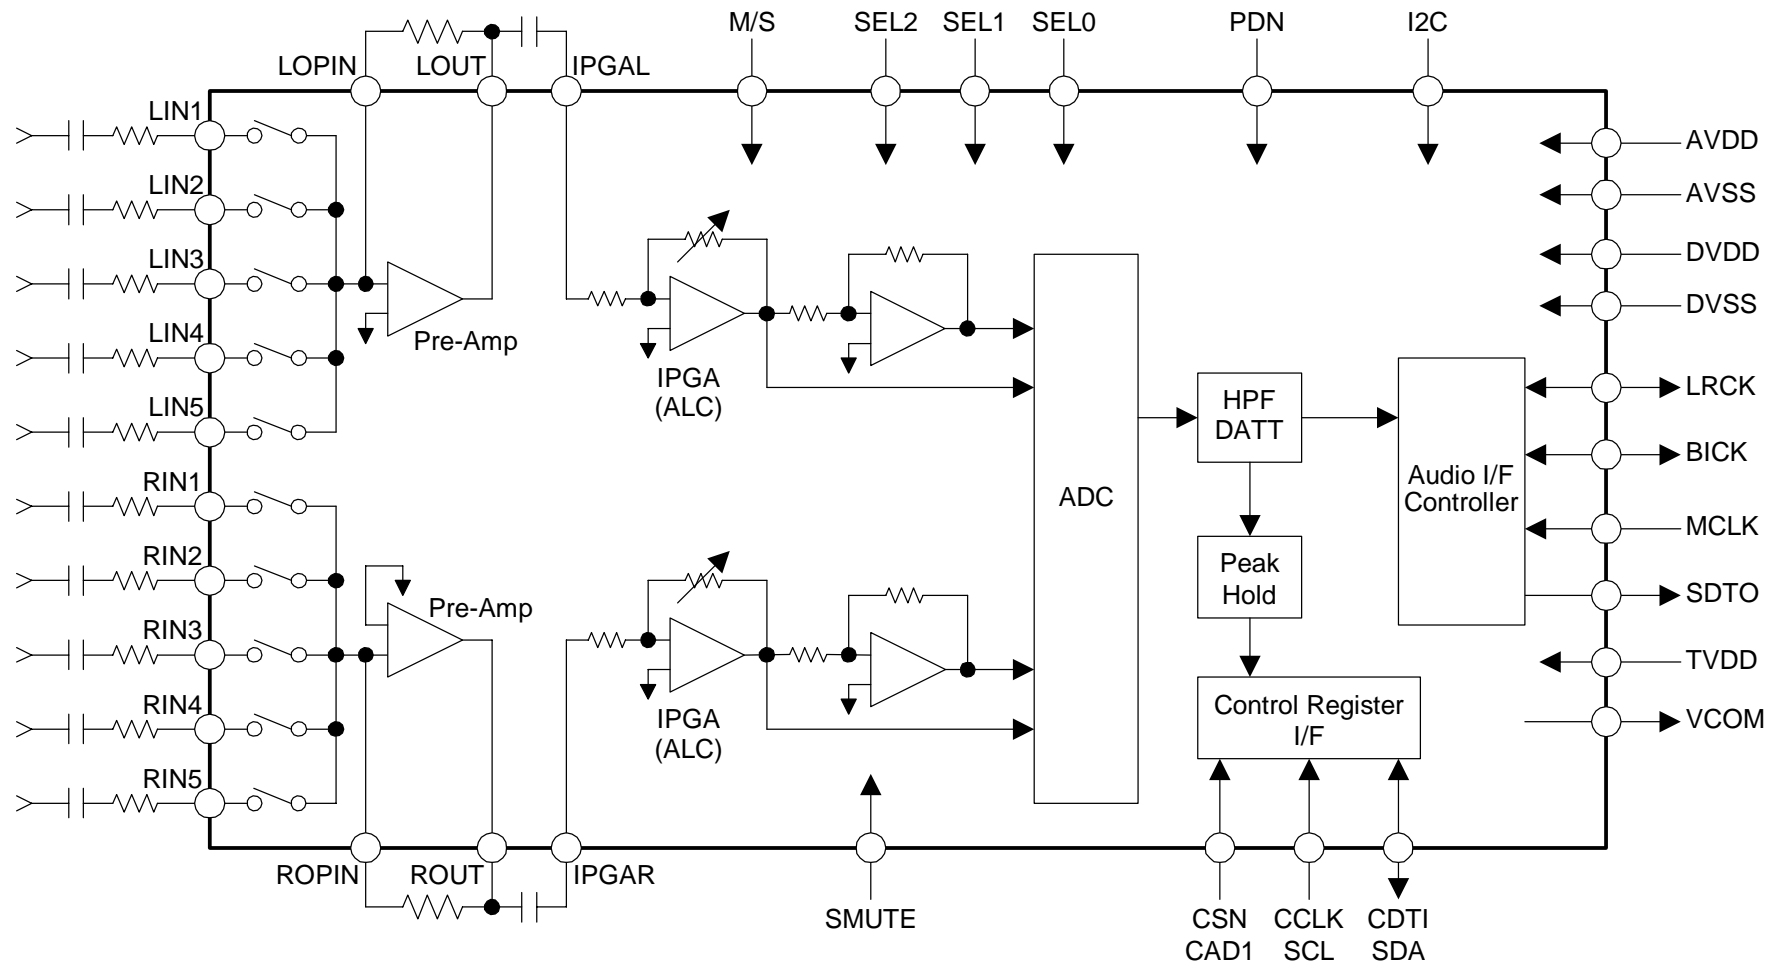 M/S
SEL2
SEL1
SEL0
PDN
I2C
LOPIN
LOUT
IPGAL
LIN1
LIN2
LIN3
LIN4
LIN5
RIN1
RIN2
RIN3
RIN4
RIN5
Pre-Amp
Pre-Amp
IPGA
(ALC)
IPGA
(ALC)
ADC
HPF
DATT
Peak
Hold
Control Register
I/F
Audio I/F
Controller
AVDD
AVSS
DVDD
DVSS
LRCK
BICK
MCLK
SDTO
TVDD
VCOM
ROPIN
ROUT
IPGAR
SMUTE
CSN
CAD1
CCLK
SCL
CDTI
SDA